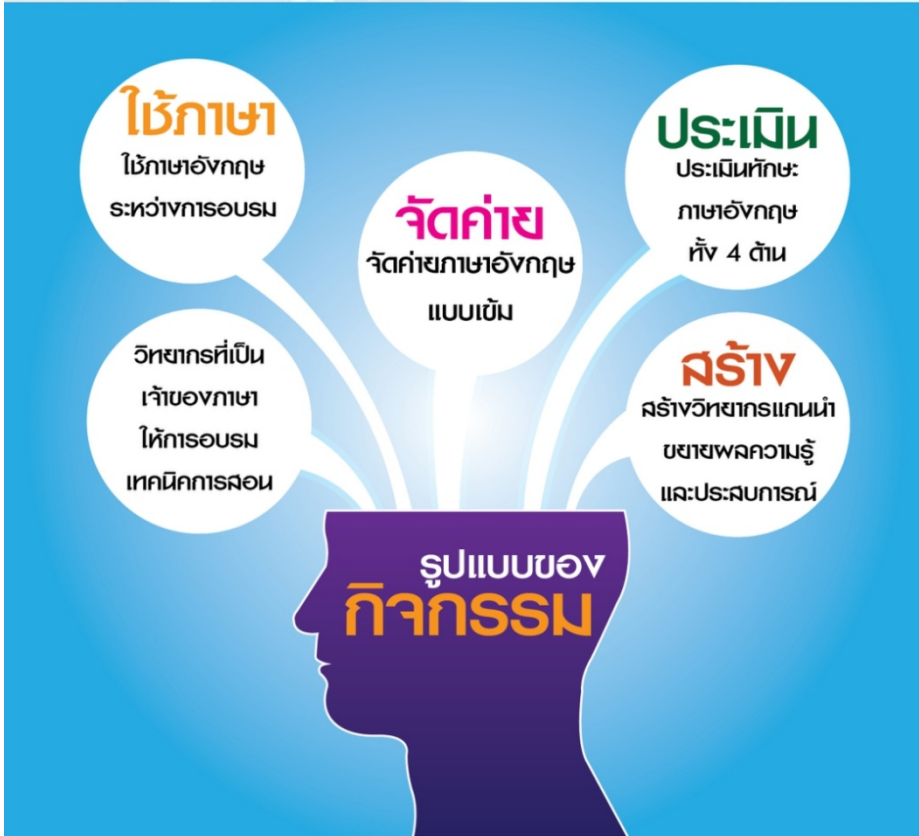 ใช้ภาษา
ใช้ภาษาอังกฤษ
ระหว่างการอบรม
จัดค่าย
จัดค่ายภาษาอังกฤษ
แบบเข้ม
ประเมิน
ประเมินทักษะ
ภาษาอังกฤษ
ทั้ง 4 ด้าน
วิทยากรที่เป็น
เจ้าของภาษา
ให้การอบรม
เทคนิคการสอน
สร้าง
สร้างวิทยากรแกนนำ
ขยายผลความรู้
และประสบการณ์
รูปแบบของ
กิจกรรม